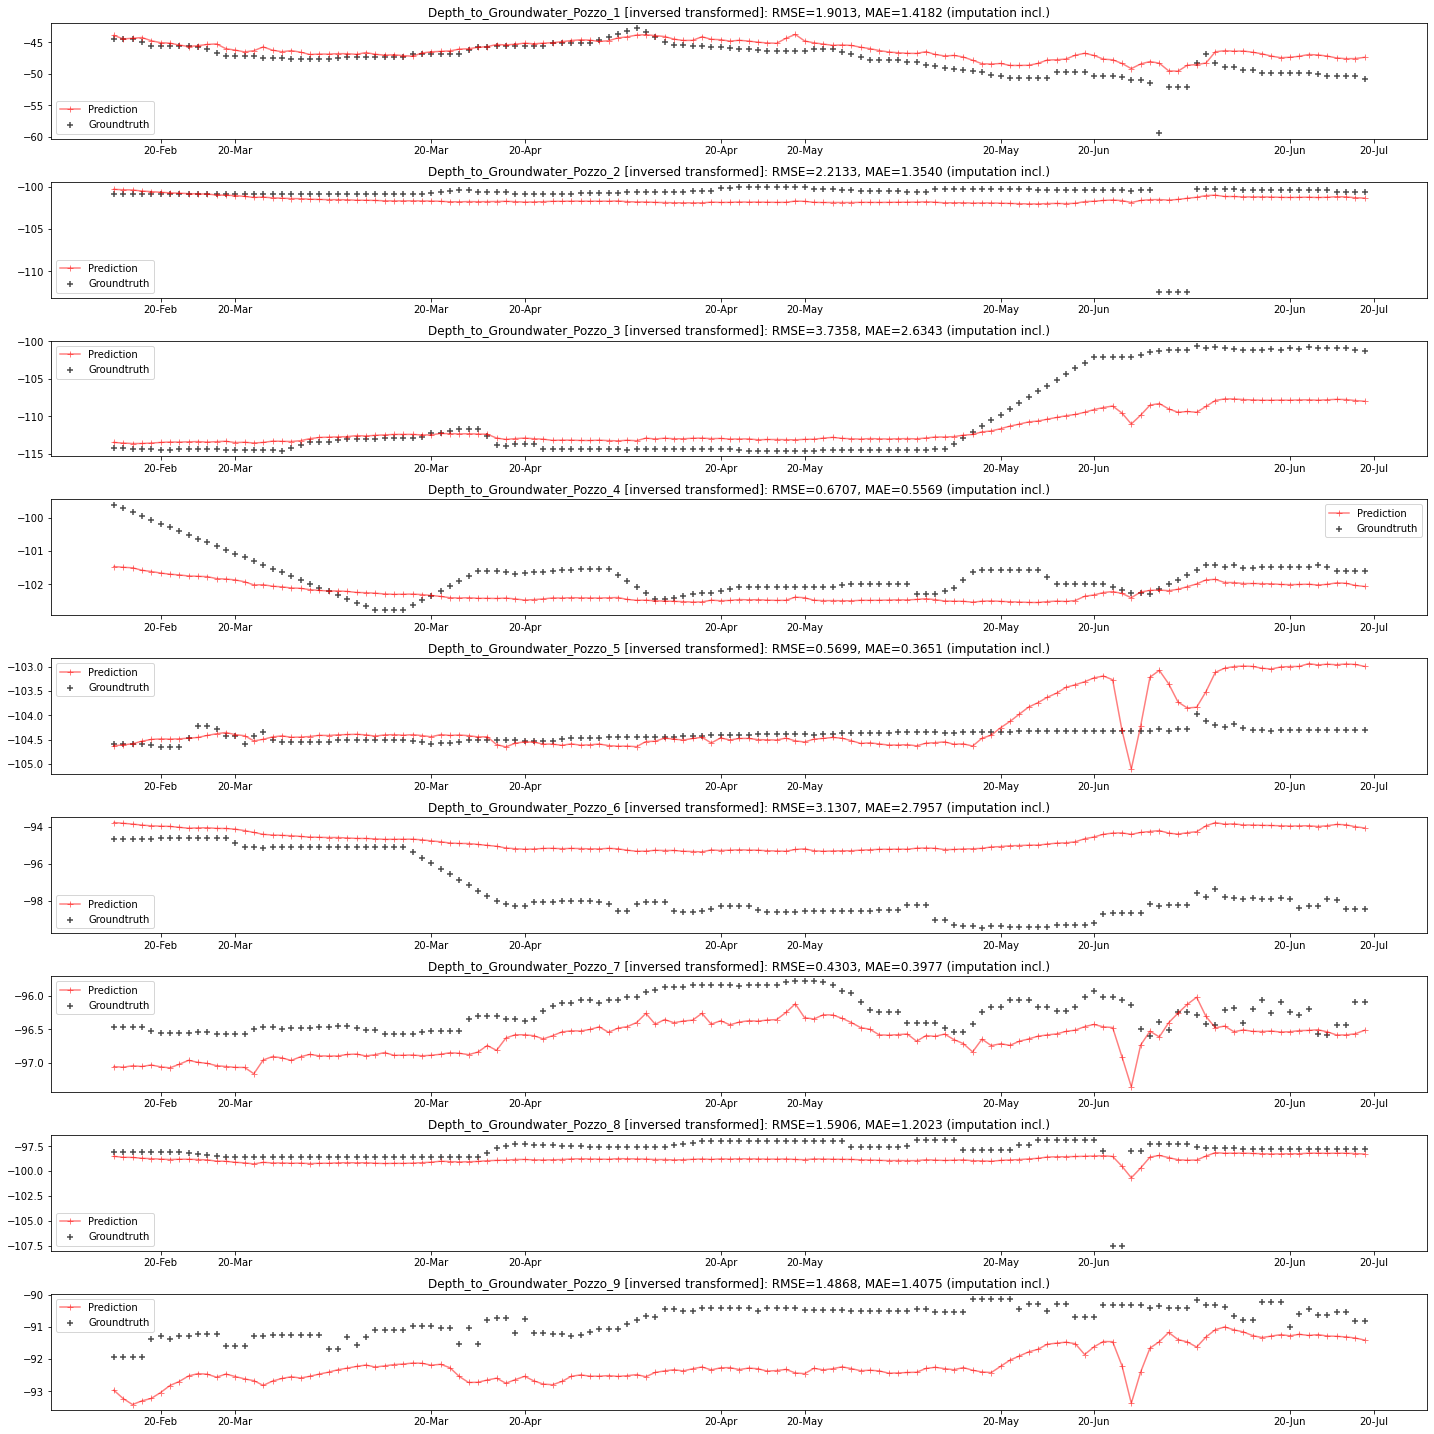 Depth_to_Groundwater_Pozzo_1 [inversed transformed]: RMSE=1.9013, MAE=1.4182 (imputation incl.)
−45
−50
−55
−60
Prediction
Groundtruth
20-Feb 20-Mar 20-Mar 20-Apr 20-Apr 20-May 20-May 20-Jun 20-Jun 20-Jul
Depth_to_Groundwater_Pozzo_2 [inversed transformed]: RMSE=2.2133, MAE=1.3540 (imputation incl.)
−100
−105
−110
Prediction
Groundtruth
20-Feb 20-Mar 20-Mar 20-Apr 20-Apr 20-May 20-May 20-Jun 20-Jun 20-Jul
Depth_to_Groundwater_Pozzo_3 [inversed transformed]: RMSE=3.7358, MAE=2.6343 (imputation incl.)
−100
−105
−110
−115
Prediction
Groundtruth
20-Feb 20-Mar 20-Mar 20-Apr 20-Apr 20-May 20-May 20-Jun 20-Jun 20-Jul
Depth_to_Groundwater_Pozzo_4 [inversed transformed]: RMSE=0.6707, MAE=0.5569 (imputation incl.)
−100
−101
−102
Prediction
Groundtruth
20-Feb 20-Mar 20-Mar 20-Apr 20-Apr 20-May 20-May 20-Jun 20-Jun 20-Jul
Depth_to_Groundwater_Pozzo_5 [inversed transformed]: RMSE=0.5699, MAE=0.3651 (imputation incl.)
−103.0
−103.5
−104.0
−104.5
−105.0
Prediction
Groundtruth
20-Feb 20-Mar 20-Mar 20-Apr 20-Apr 20-May 20-May 20-Jun 20-Jun 20-Jul
Depth_to_Groundwater_Pozzo_6 [inversed transformed]: RMSE=3.1307, MAE=2.7957 (imputation incl.)
−94
−96
−98
Prediction
Groundtruth
20-Feb 20-Mar 20-Mar 20-Apr 20-Apr 20-May 20-May 20-Jun 20-Jun 20-Jul
Depth_to_Groundwater_Pozzo_7 [inversed transformed]: RMSE=0.4303, MAE=0.3977 (imputation incl.)
−96.0
−96.5
−97.0
Prediction
Groundtruth
20-Feb 20-Mar 20-Mar 20-Apr 20-Apr 20-May 20-May 20-Jun 20-Jun 20-Jul
Depth_to_Groundwater_Pozzo_8 [inversed transformed]: RMSE=1.5906, MAE=1.2023 (imputation incl.)
−97.5
−100.0
−102.5
−105.0
−107.5
Prediction
Groundtruth
20-Feb 20-Mar 20-Mar 20-Apr 20-Apr 20-May 20-May 20-Jun 20-Jun 20-Jul
Depth_to_Groundwater_Pozzo_9 [inversed transformed]: RMSE=1.4868, MAE=1.4075 (imputation incl.)
−90
−91
−92
−93
Prediction
Groundtruth
20-Feb 20-Mar 20-Mar 20-Apr 20-Apr 20-May 20-May 20-Jun 20-Jun 20-Jul